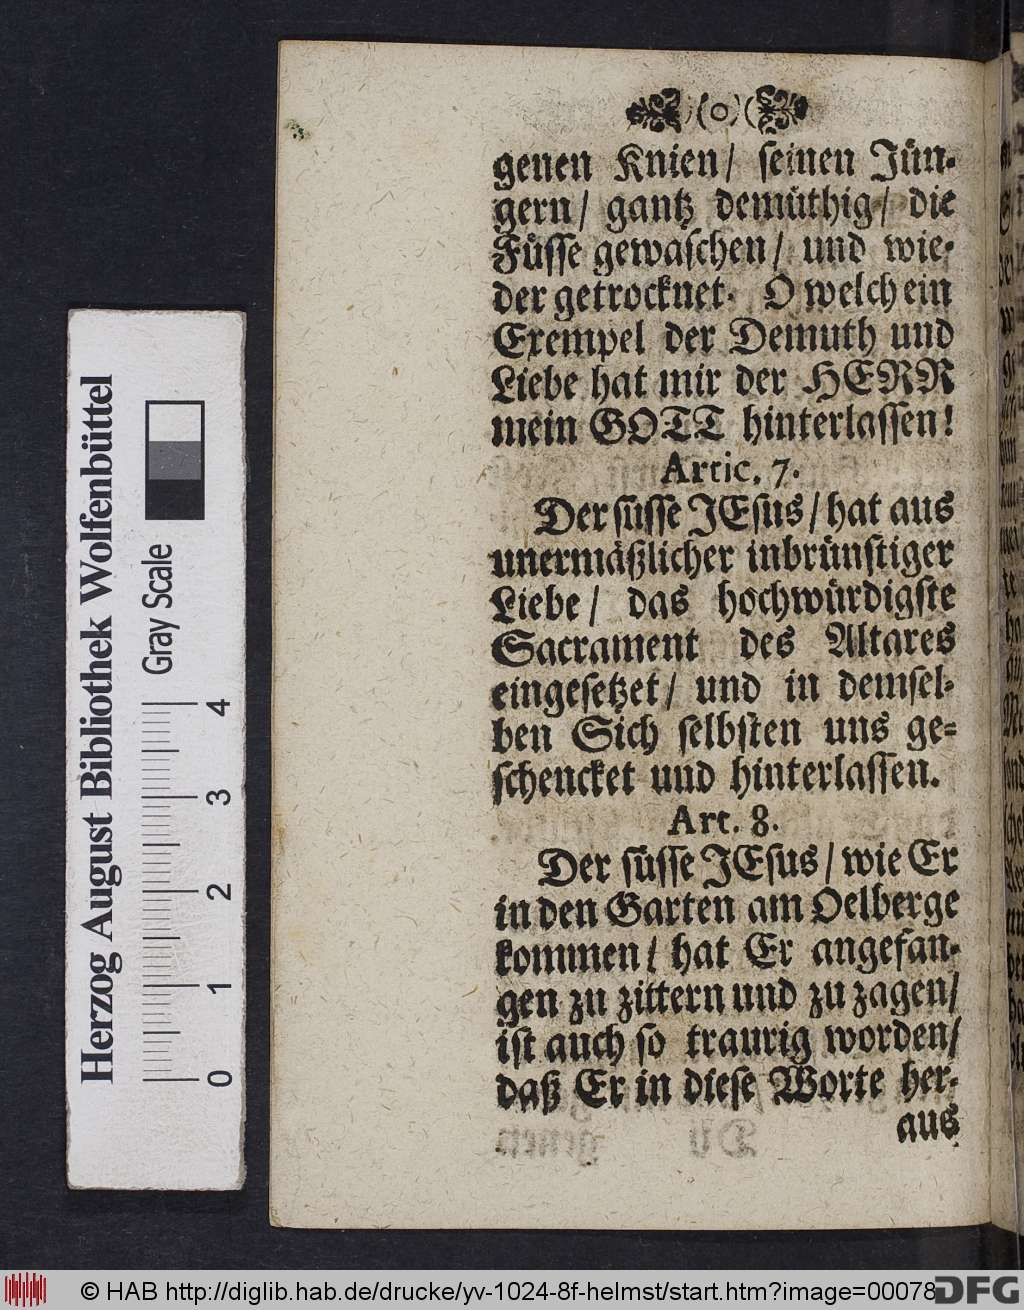 )(o)(
genen Knien/ seinen Jün-
gern/ gantz demüthig/ die
Füsse gewaschen/ und wie-
der getrocknet. O welch ein
Exempel der Demuth und
Liebe hat mir der HERR
mein GOTT hinterlassen!
Artic. 7.
Der süsse JEsus/ hat aus
unermäßlicher inbrünstiger
Liebe/ das hochwürdigste
Sacrament des Altares
eingesetzet/ und in demsel-
ben Sich selbsten uns ge-
schencket und hinterlassen.
Art. 8.
Der süsse JEsus/ wie Er
in den Garten am Oelberge
kommen/ hat Er angefan-
gen zu zittern und zu zagen/
ist auch so traurig worden/
daß Er in diese Worte her-
aus
Herzog August Bibliothek Wolfenbüttel
Gray Scale
0 1 2 3 4
© HAB http://diglib.hab.de/drucke/yv-1024-8f-helmst/start.htm?image=00078
DFG